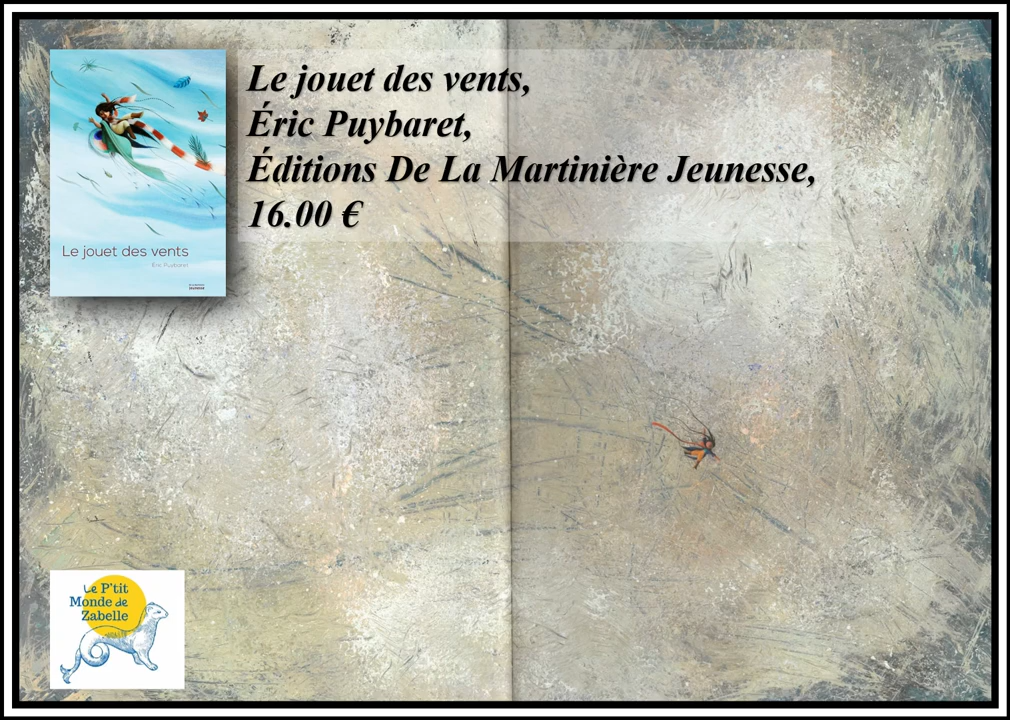 Le jouet des vents,
Éric Puybaret,
Éditions De La Martinière Jeunesse,
16.00 €
Le jouet des vents
Éric Puybaret
Le P'tit
Monde de
Zabelle